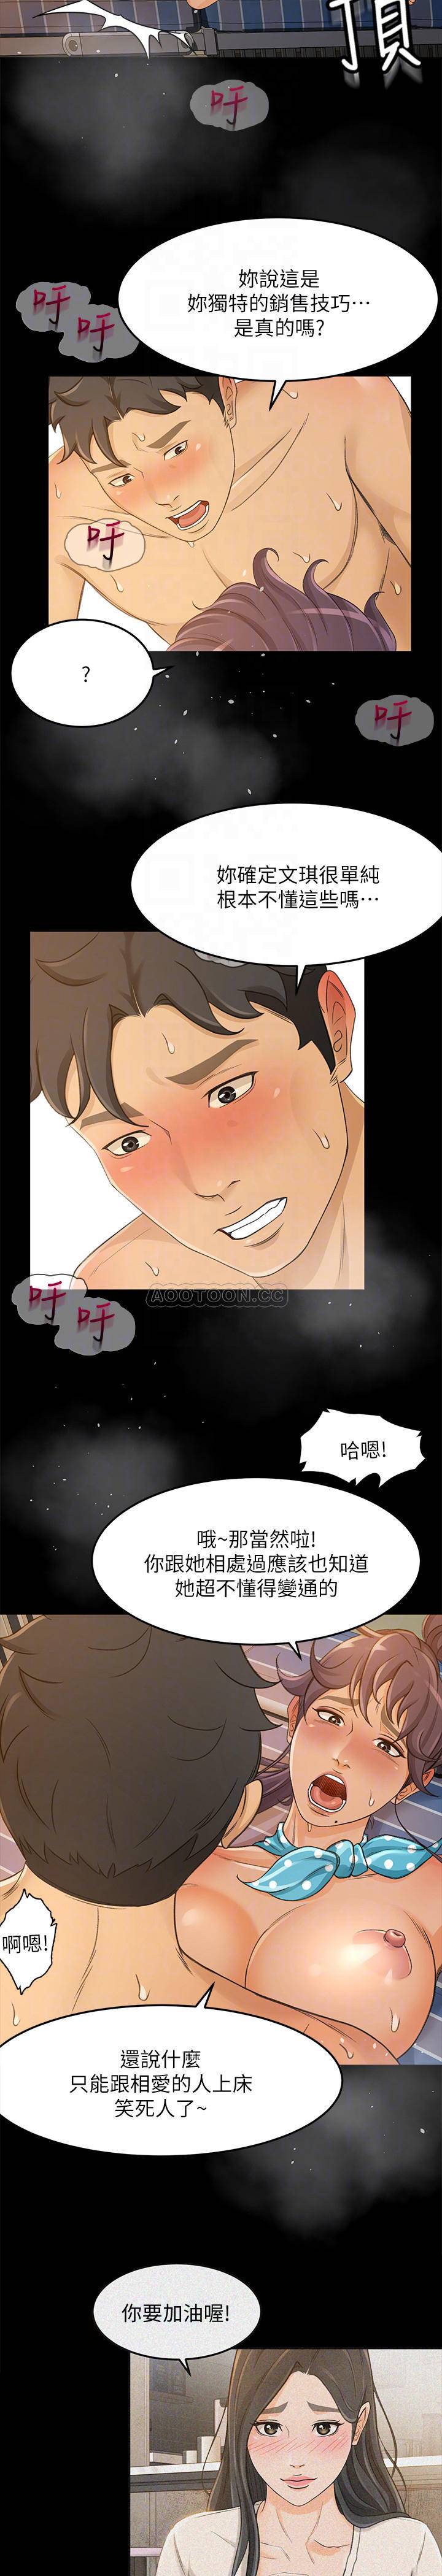 頂
吁
妳說這是
妳獨特的銷售技巧…
是真的嗎?
吁
吁
吁
?
吁
妳確定文琪很單純
根本不懂這些嗎…
吁
吁
AOOTOON.CC
哈嗯!
哦~那當然啦!
你跟她相處過應該也知道
她超不懂得變通的
啊嗯!
還說什麼
只能跟相愛的人上床
笑死人了~
你要加油喔!